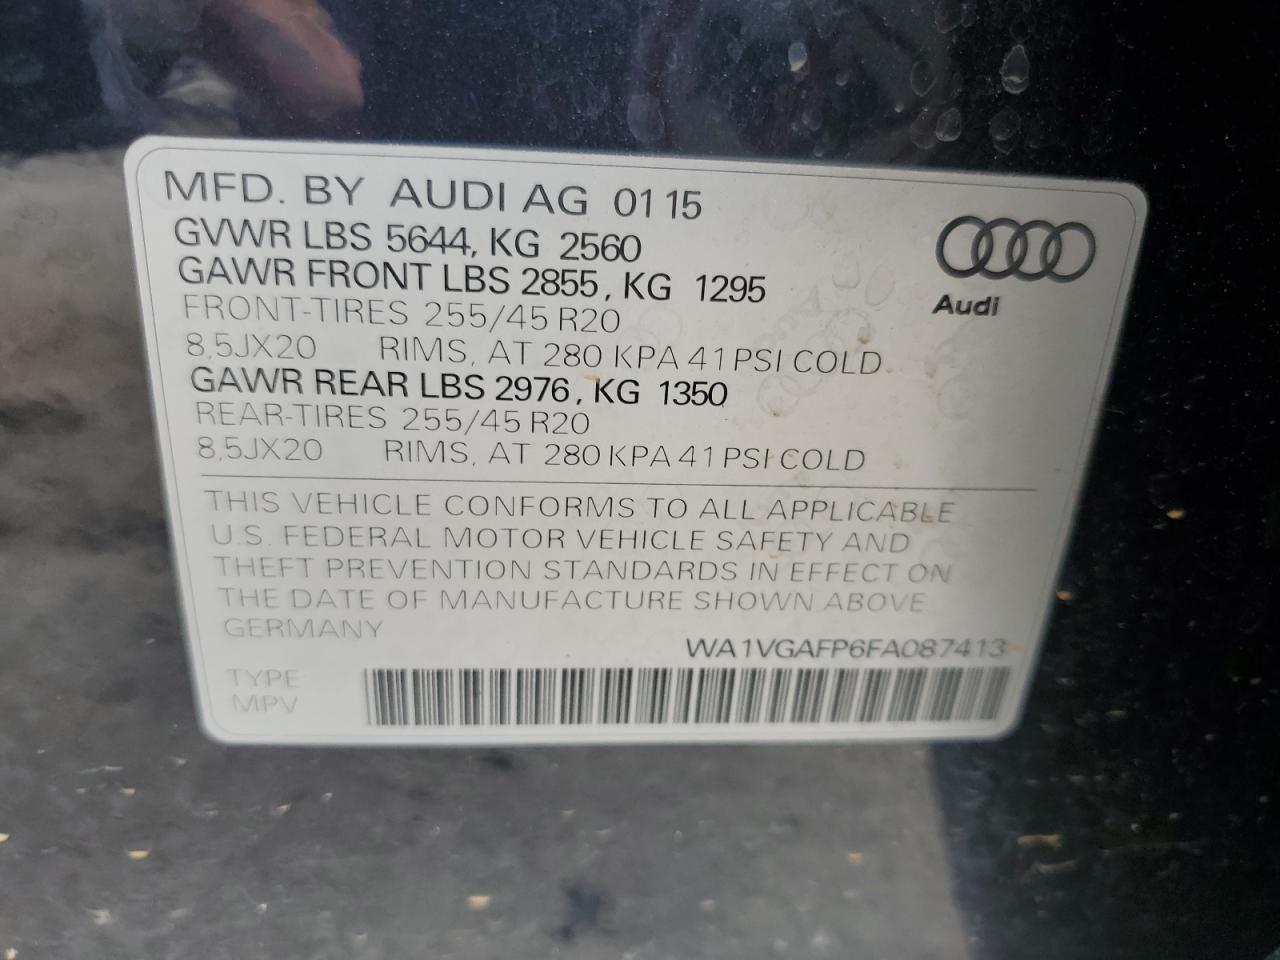 MFD. BY AUDI AG 01 15
GVWR LBS 5644, KG 2560
GAWR FRONT LBS 2855, KG 1295
FRONT-TIRES 255/45 R20
8,5JX20 RIMS, AT 280 KPA 41 PSI COLD
GAWR REAR LBS 2976, KG 1350
REAR-TIRES 255/45 R20
8,5JX20 RIMS, AT 280 KPA 41 PSI COLD
Audi
THIS VEHICLE CONFORMS TO ALL APPLICABLE
U.S. FEDERAL MOTOR VEHICLE SAFETY AND
THEFT PREVENTION STANDARDS IN EFFECT ON
THE DATE OF MANUFACTURE SHOWN ABOVE
GERMANY
WA1VGAFP6FA087413
TYPE:
MPV